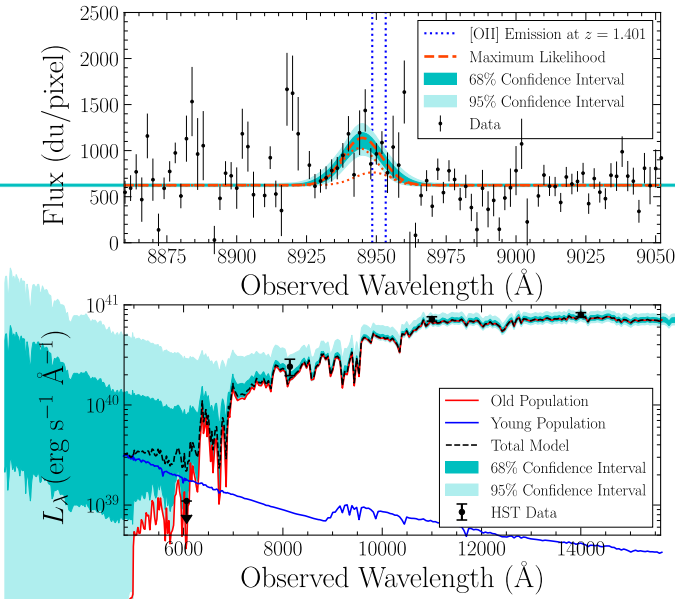 2500
2000
1500
1000
500
0
Flux (du/pixel)
[OII] Emission at z = 1.401
Maximum Likelihood
68% Confidence Interval
95% Confidence Interval
Data
8875 8900 8925 8950 8975 9000 9025 9050
Observed Wavelength (Å)
10^41
10^40
10^39
L_λ (erg s^−1 Å^−1)
Old Population
Young Population
Total Model
68% Confidence Interval
95% Confidence Interval
HST Data
6000 8000 10000 12000 14000
Observed Wavelength (Å)